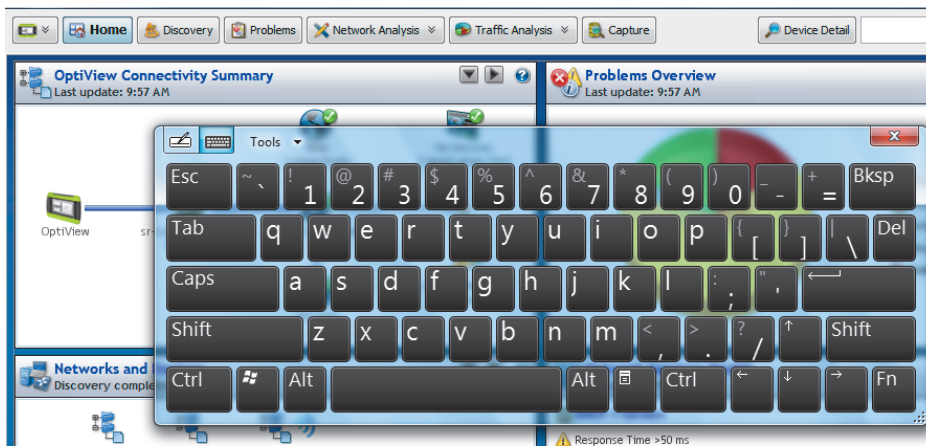 Home Discovery Problems Network Analysis Traffic Analysis Capture Device Detail
OptiView Connectivity Summary
Last update: 9:57 AM
Problems Overview
Last update: 9:57 AM
Tools
Esc ~ ` ! 1 @ 2 # 3 $ 4 % 5 ^ 6 & 7 * 8 ( 9 ) 0 _ - + = Bksp
Tab q w e r t y u i o p { [ } ] | \ Del
Caps a s d f g h j k l : ; " ' 
Shift z x c v b n m < , > . ? / ↑ Shift
Ctrl Alt Alt Ctrl ← ↓ → Fn
OptiView
sr-
Networks and
Discovery comple
Response Time >50 ms